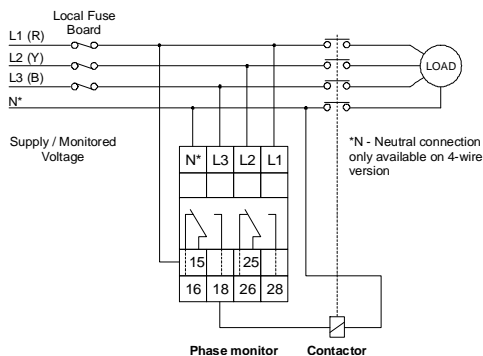 Local Fuse
Board
L1 (R)
L2 (Y)
L3 (B)
N*
LOAD
Supply / Monitored
Voltage
*N - Neutral connection
only available on 4-wire
version
N* L3 L2 L1
15 25
16 18 26 28
Phase monitor Contactor